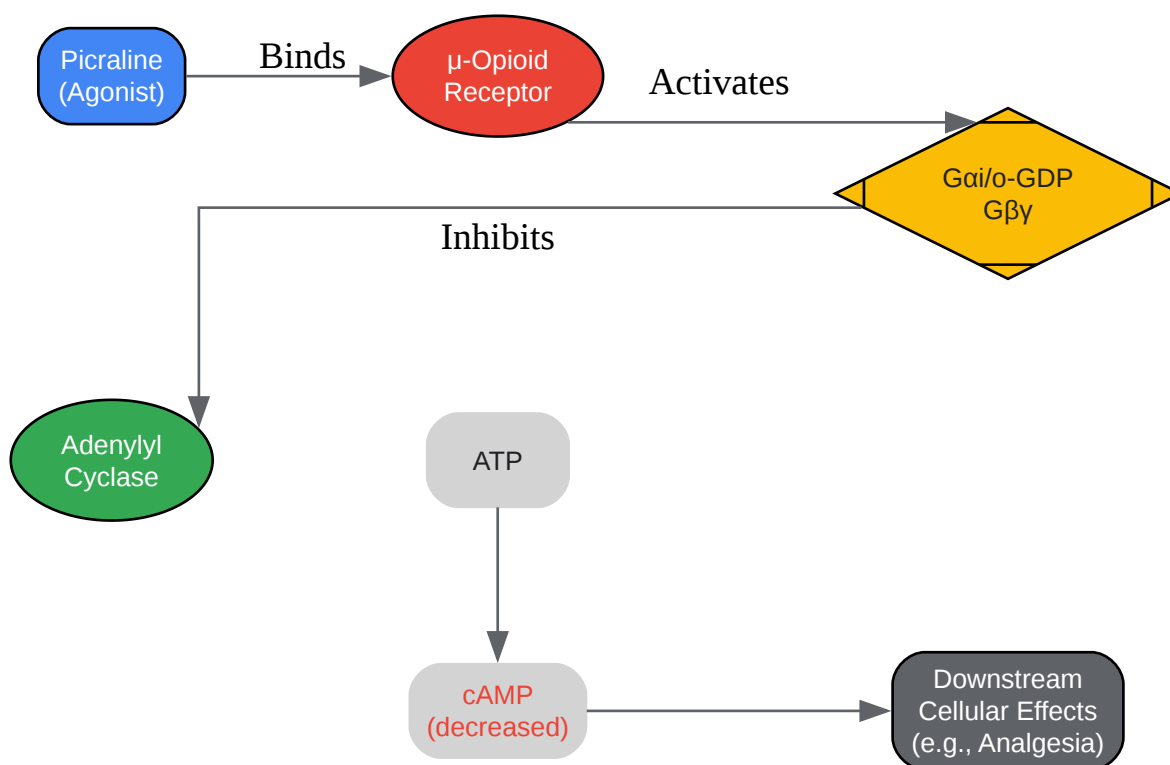 Picraline
(Agonist)
Binds
μ-Opioid
Receptor
Activates
Gαi/o-GDP
Gβγ
Inhibits
Adenylyl
Cyclase
ATP
cAMP
(decreased)
Downstream
Cellular Effects
(e.g., Analgesia)